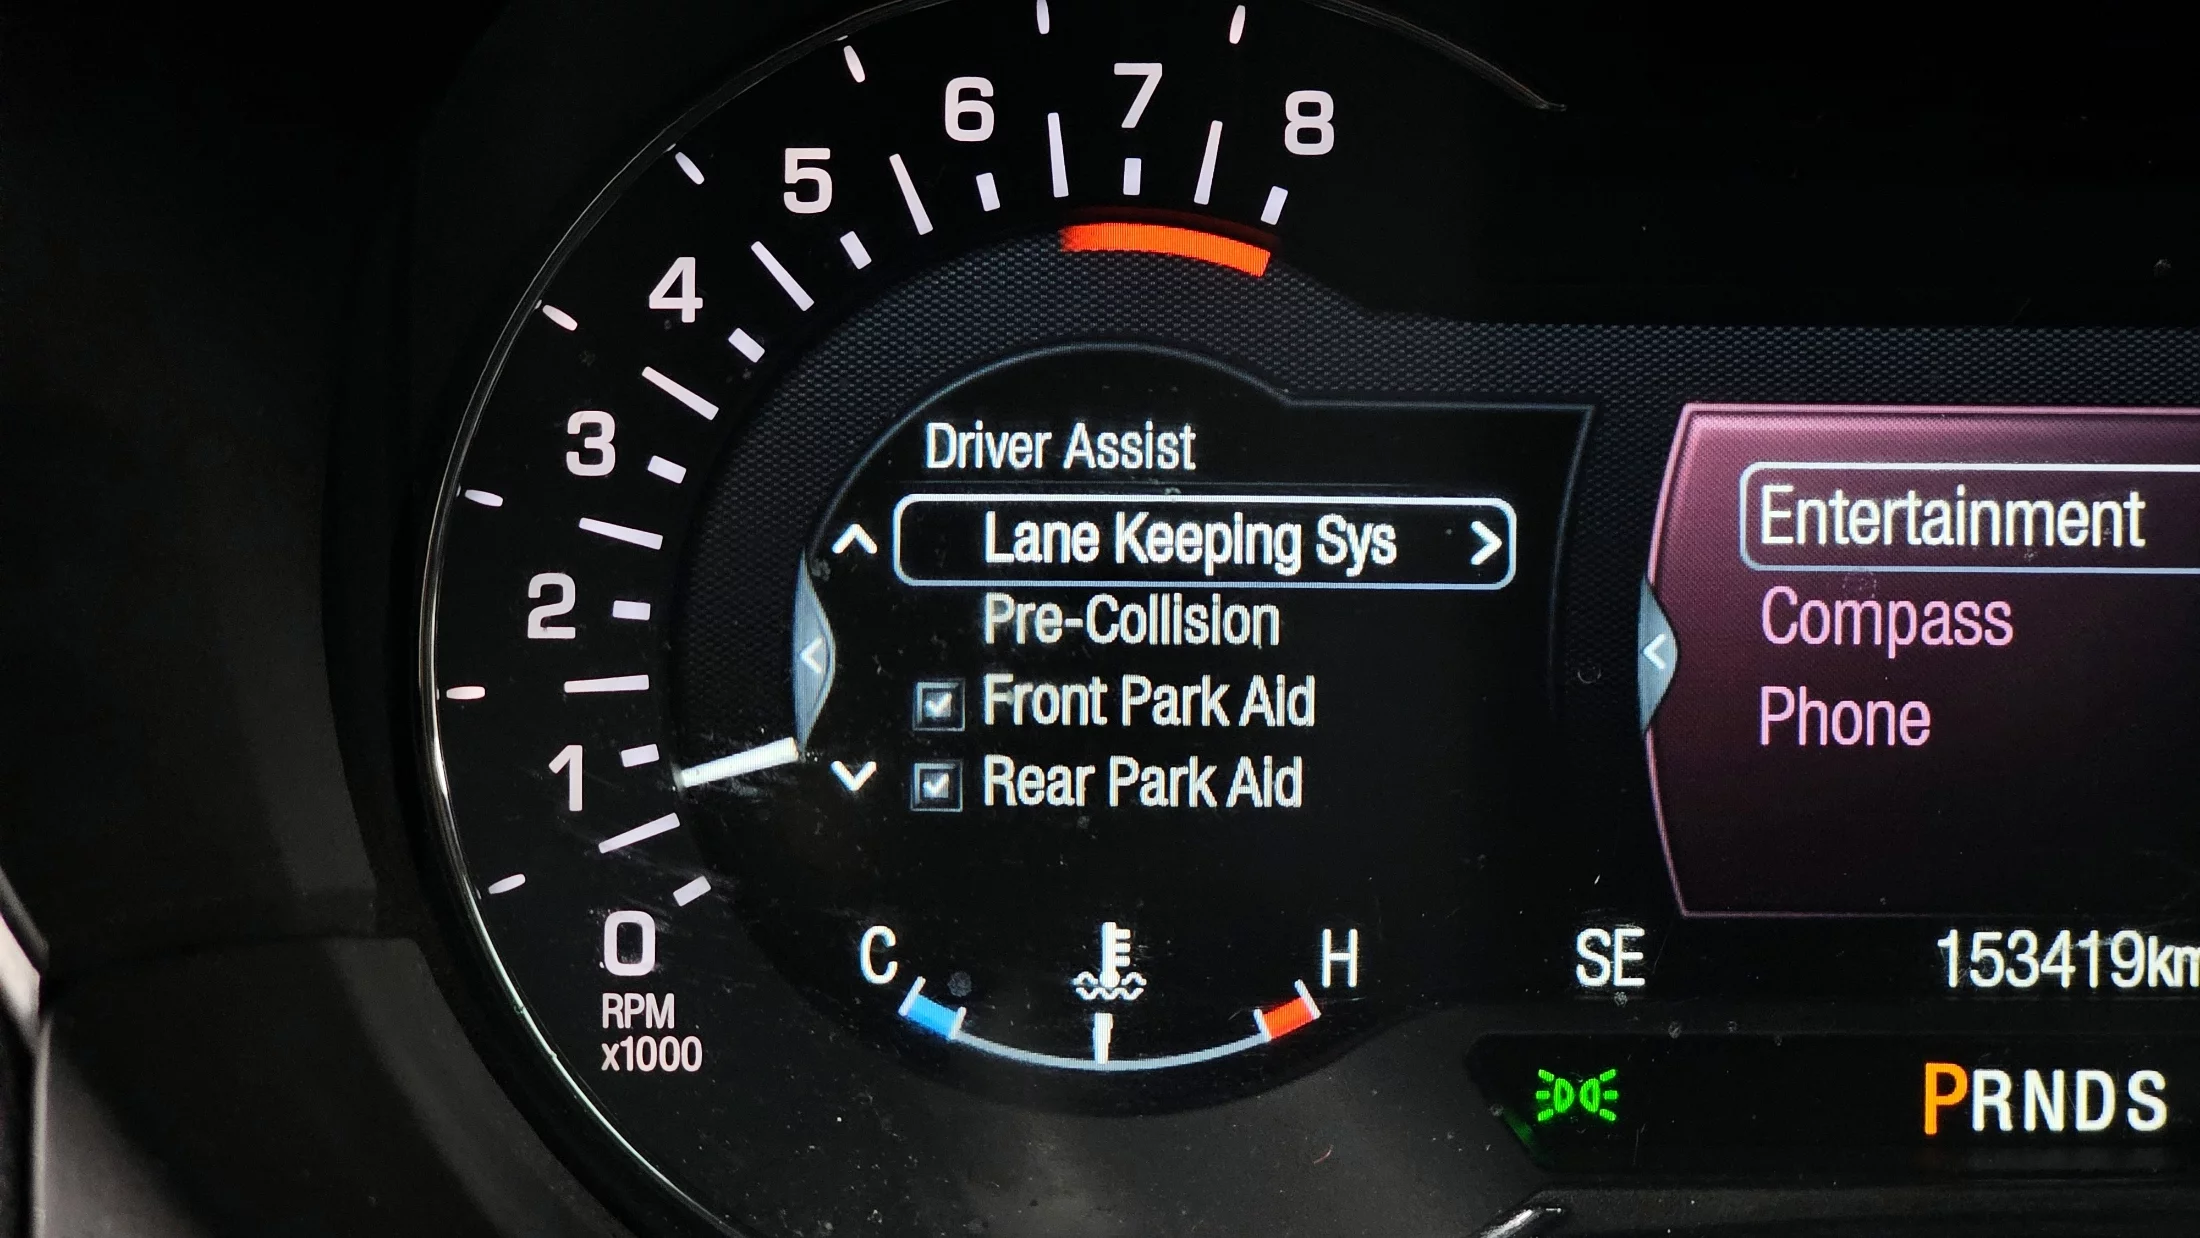 8
7
6
5
4
3
2
1
0
RPM
x1000
Driver Assist
Lane Keeping Sys
Pre-Collision
Front Park Aid
Rear Park Aid
C
H
Entertainment
Compass
Phone
SE
153419km
PRNDS